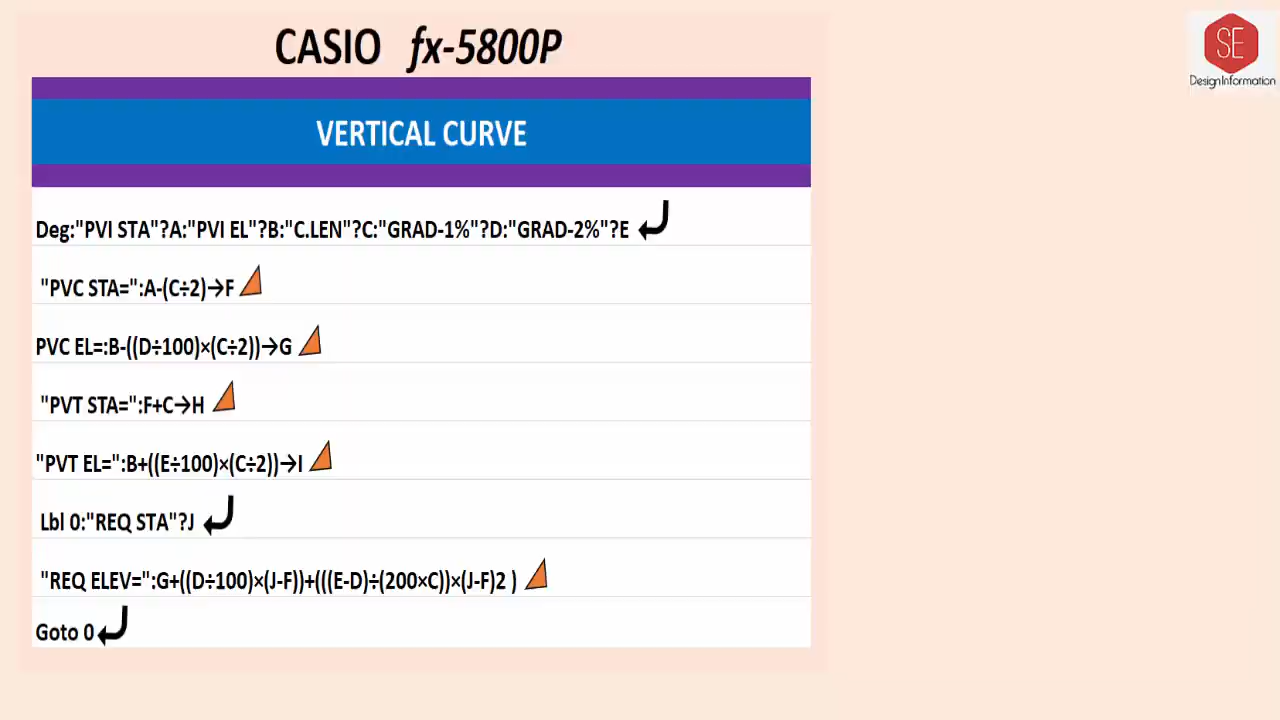 CASIO fx-5800P
SE
DesignInformation
VERTICAL CURVE
Deg:"PVI STA"?A:"PVI EL"?B:"C.LEN"?C:"GRAD-1%"?D:"GRAD-2%"?E
"PVC STA=":A-(C÷2)→F
PVC EL=:B-((D÷100)×(C÷2))→G
"PVT STA=":F+C→H
"PVT EL=":B+((E÷100)×(C÷2))→I
Lbl 0:"REQ STA"?J
"REQ ELEV=":G+((D÷100)×(J-F))+(((E-D)÷(200×C))×(J-F)2 )
Goto 0